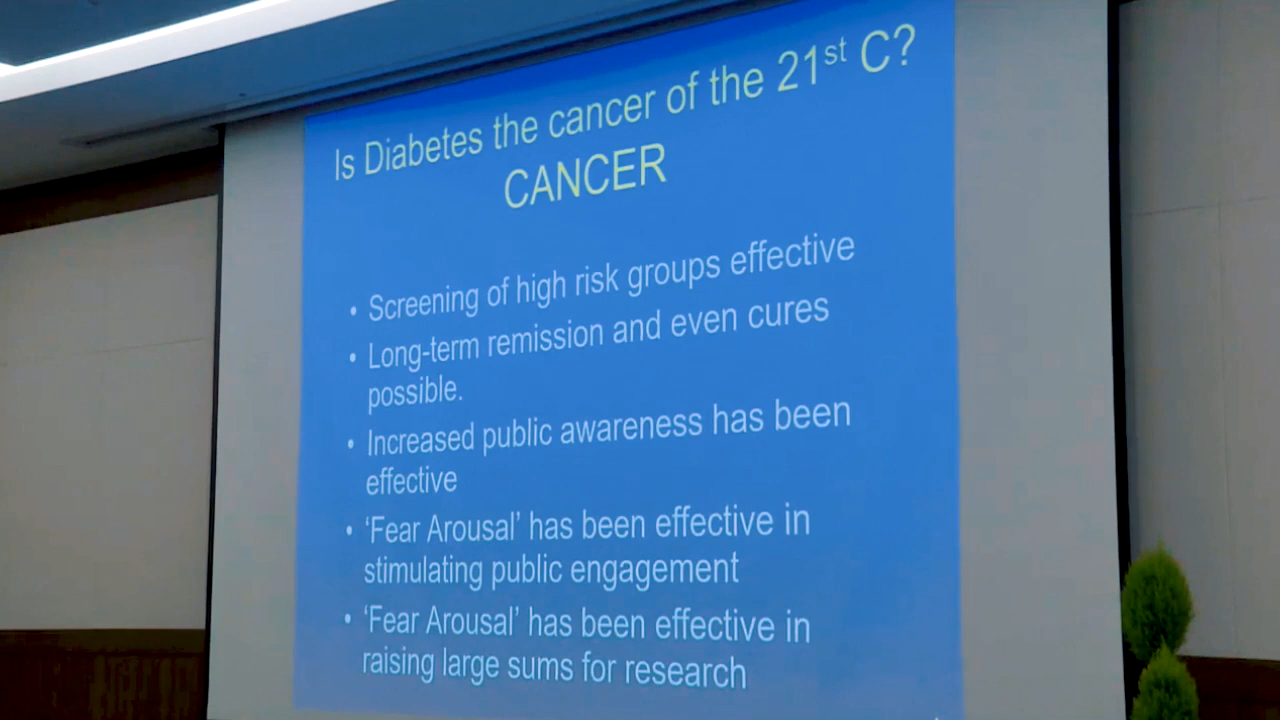 Is Diabetes the cancer of the 21st C?
CANCER
• Screening of high risk groups effective
• Long-term remission and even cures
possible.
• Increased public awareness has been
effective
• ‘Fear Arousal’ has been effective in
stimulating public engagement
• ‘Fear Arousal’ has been effective in
raising large sums for research